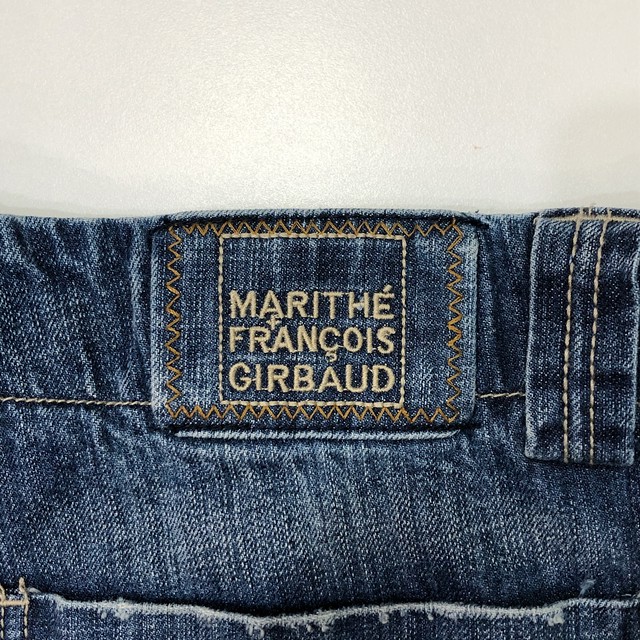 MARITHÉ
+
FRANÇOIS
GIRBAUD